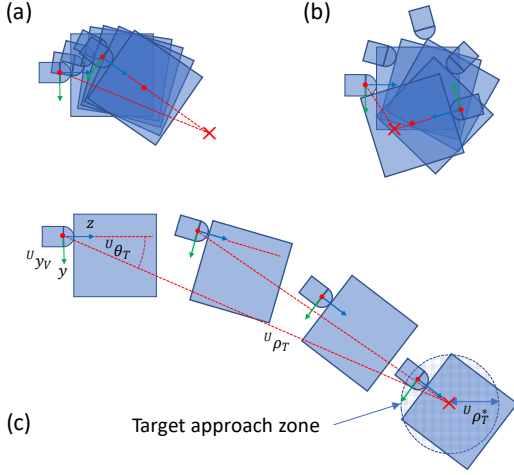 (a)
(b)
z
ᵁθ_T
ᵁy_V
y
ᵁρ_T
ᵁρ*_T
(c)
Target approach zone